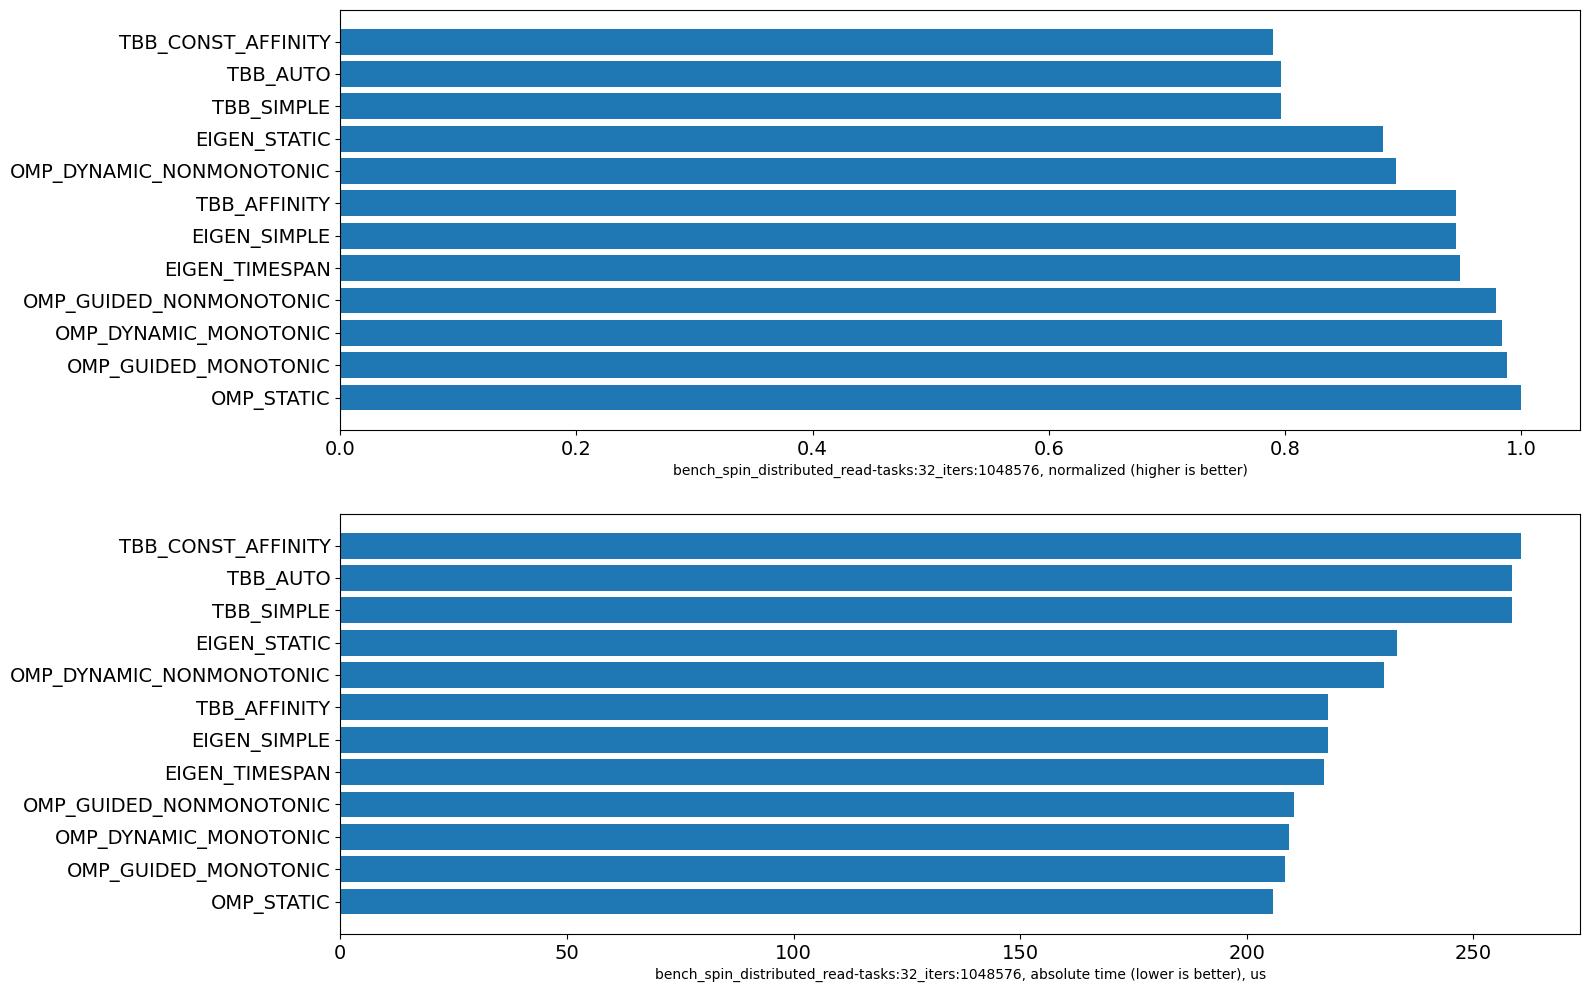 TBB_CONST_AFFINITY
TBB_AUTO
TBB_SIMPLE
EIGEN_STATIC
OMP_DYNAMIC_NONMONOTONIC
TBB_AFFINITY
EIGEN_SIMPLE
EIGEN_TIMESPAN
OMP_GUIDED_NONMONOTONIC
OMP_DYNAMIC_MONOTONIC
OMP_GUIDED_MONOTONIC
OMP_STATIC
0.0 0.2 0.4 0.6 0.8 1.0
bench_spin_distributed_read-tasks:32_iters:1048576, normalized (higher is better)
TBB_CONST_AFFINITY
TBB_AUTO
TBB_SIMPLE
EIGEN_STATIC
OMP_DYNAMIC_NONMONOTONIC
TBB_AFFINITY
EIGEN_SIMPLE
EIGEN_TIMESPAN
OMP_GUIDED_NONMONOTONIC
OMP_DYNAMIC_MONOTONIC
OMP_GUIDED_MONOTONIC
OMP_STATIC
0 50 100 150 200 250
bench_spin_distributed_read-tasks:32_iters:1048576, absolute time (lower is better), us